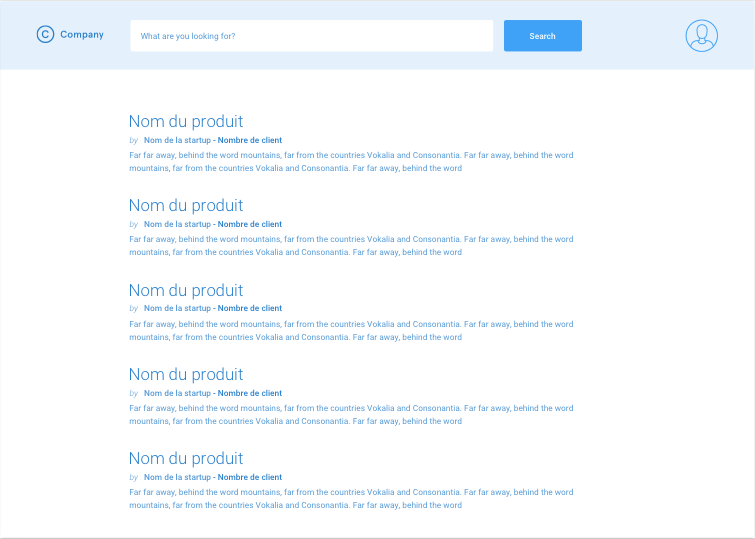 C Company
What are you looking for?
Search
Nom du produit
by Nom de la startup - Nombre de client
Far far away, behind the word mountains, far from the countries Vokalia and Consonantia. Far far away, behind the word
mountains, far from the countries Vokalia and Consonantia. Far far away, behind the word
Nom du produit
by Nom de la startup - Nombre de client
Far far away, behind the word mountains, far from the countries Vokalia and Consonantia. Far far away, behind the word
mountains, far from the countries Vokalia and Consonantia. Far far away, behind the word
Nom du produit
by Nom de la startup - Nombre de client
Far far away, behind the word mountains, far from the countries Vokalia and Consonantia. Far far away, behind the word
mountains, far from the countries Vokalia and Consonantia. Far far away, behind the word
Nom du produit
by Nom de la startup - Nombre de client
Far far away, behind the word mountains, far from the countries Vokalia and Consonantia. Far far away, behind the word
mountains, far from the countries Vokalia and Consonantia. Far far away, behind the word
Nom du produit
by Nom de la startup - Nombre de client
Far far away, behind the word mountains, far from the countries Vokalia and Consonantia. Far far away, behind the word
mountains, far from the countries Vokalia and Consonantia. Far far away, behind the word